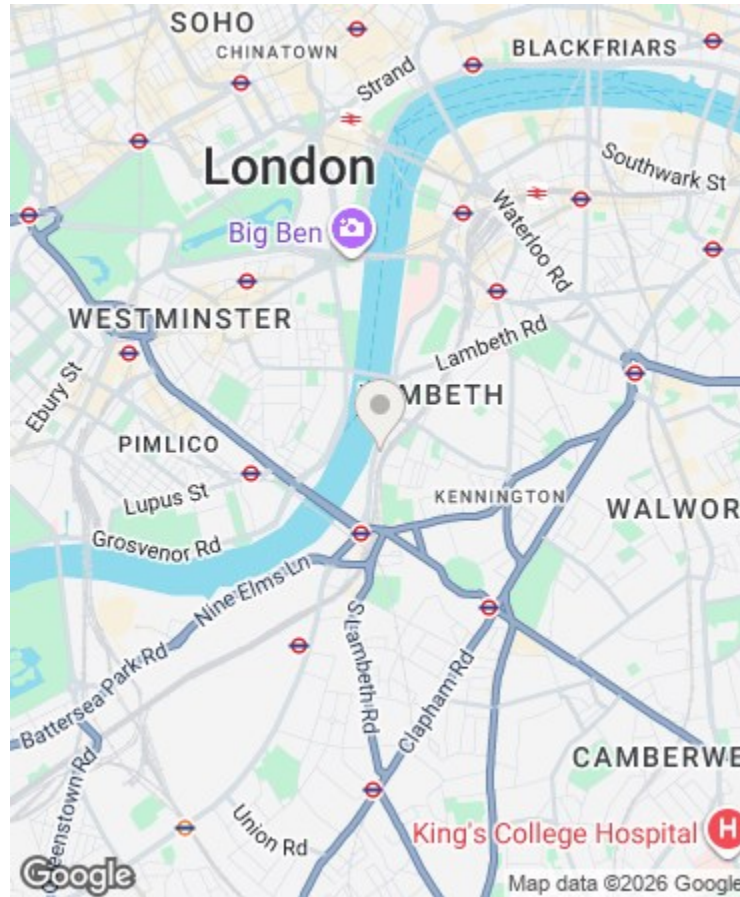 SOHO
CHINATOWN
BLACKFRIARS
Strand
London
Southwark St
Big Ben
Waterloo Rd
WESTMINSTER
Lambeth Rd
Ebury St
MBETH
PIMLICO
KENNINGTON
Lupus St
WALWOR
Grosvenor Rd
Nine Elms Ln
S Lambeth Rd
Battersea Park Rd
Clapham Rd
CAMBERWE
Queenstown Rd
Union Rd
King's College Hospital
H
Google
Map data ©2026 Google